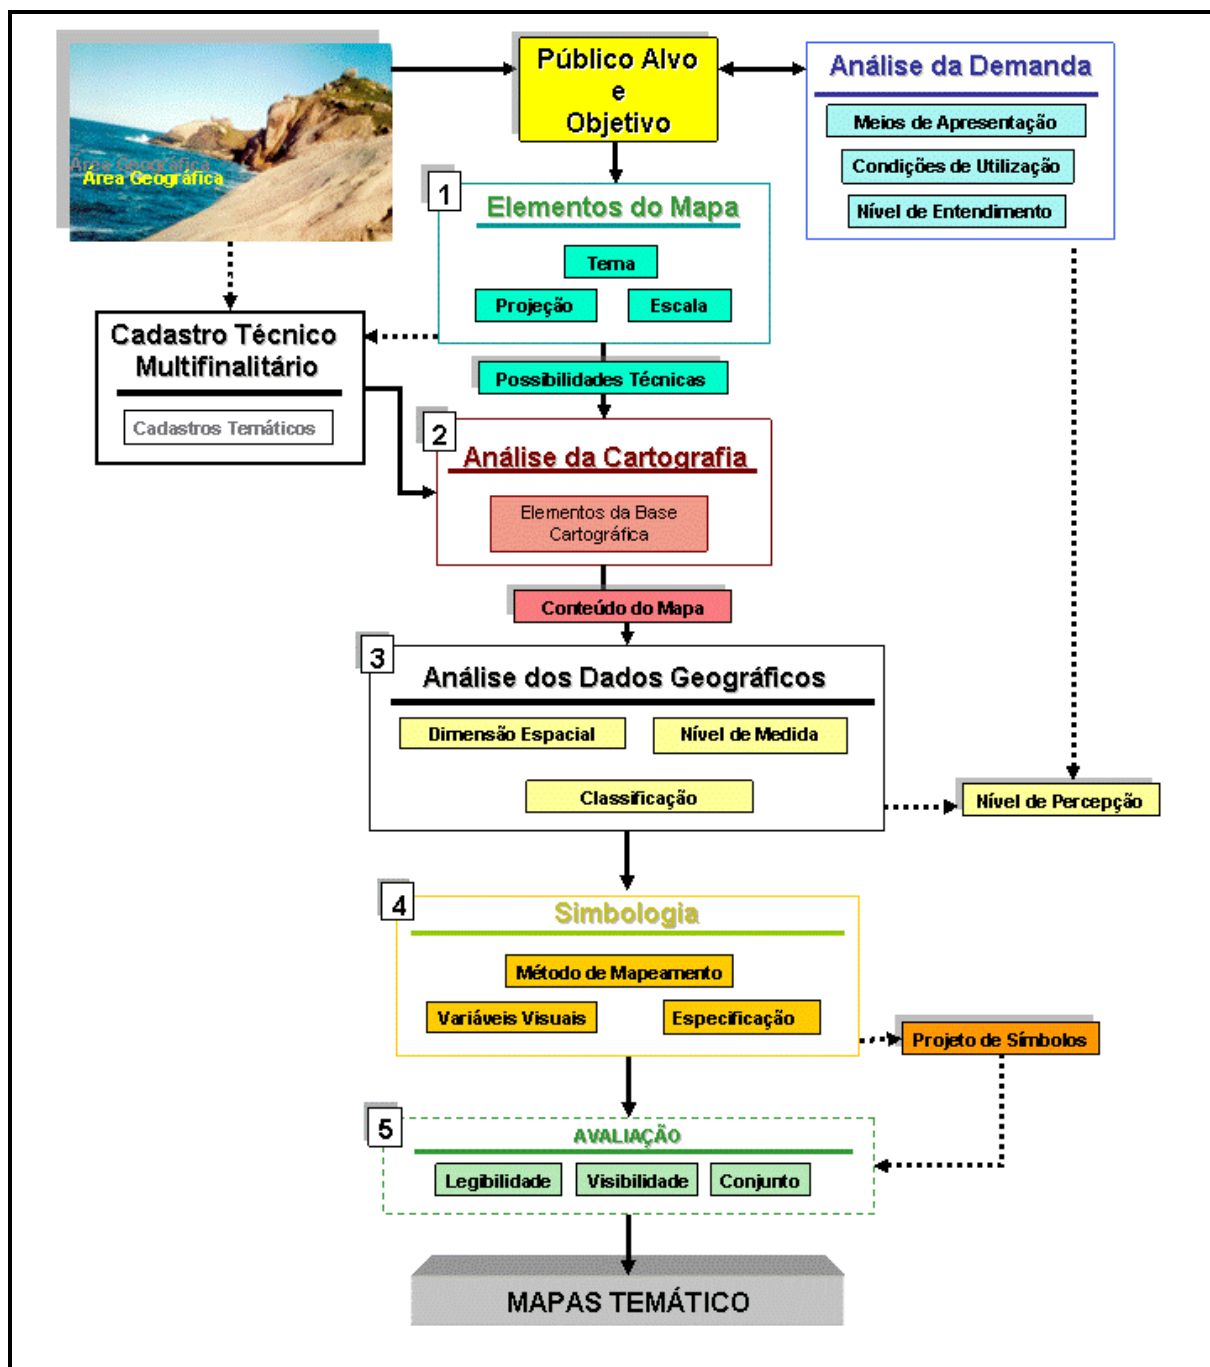 Público Alvo
e
Objetivo
Análise da Demanda
Meios de Apresentação
Condições de Utilização
Nível de Entendimento
Área Geográfica
Área Geográfica
1
Elementos do Mapa
Tema
Projeção
Escala
Cadastro Técnico
Multifinalitário
Cadastros Temáticos
Possibilidades Técnicas
2
Análise da Cartografia
Elementos da Base
Cartográfica
Conteúdo do Mapa
3
Análise dos Dados Geográficos
Dimensão Espacial
Nível de Medida
Classificação
Nível de Percepção
4
Simbologia
Método de Mapeamento
Variáveis Visuais
Especificação
Projeto de Símbolos
5
AVALIAÇÃO
Legibilidade
Visibilidade
Conjunto
MAPAS TEMÁTICO